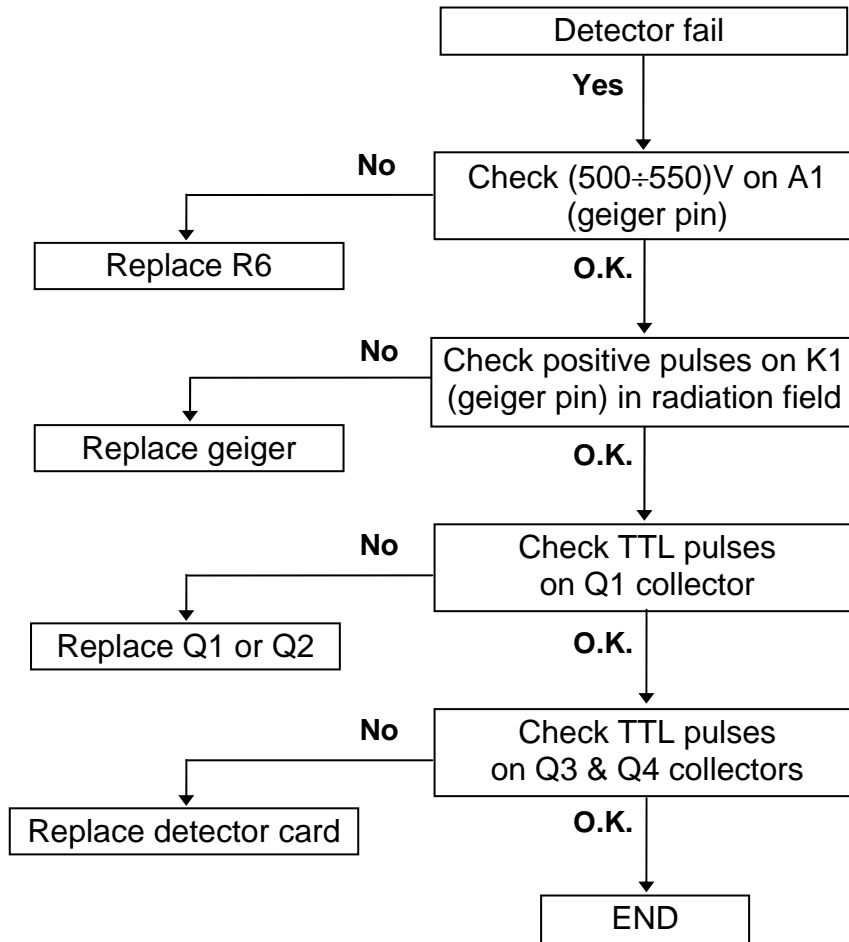 Detector fail
Yes
No
Check (500÷550)V on A1
(geiger pin)
Replace R6
O.K.
No
Check positive pulses on K1
(geiger pin) in radiation field
Replace geiger
O.K.
No
Check TTL pulses
on Q1 collector
Replace Q1 or Q2
O.K.
No
Check TTL pulses
on Q3 & Q4 collectors
Replace detector card
O.K.
END